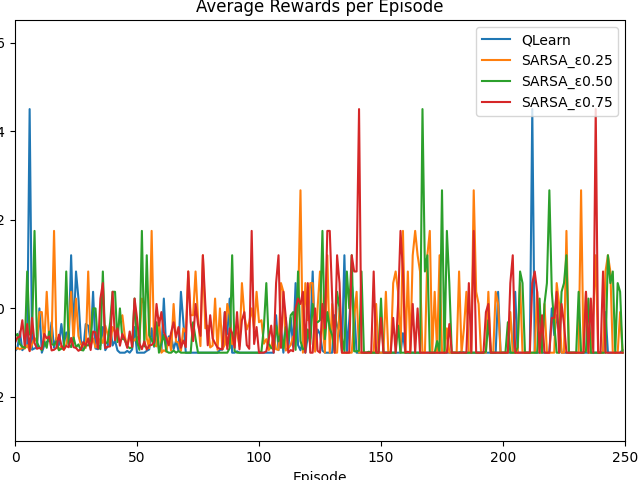 Average Rewards per Episode
QLearn
SARSA_ε0.25
SARSA_ε0.50
SARSA_ε0.75
6
4
2
0
2
0 50 100 150 200 250
Episode